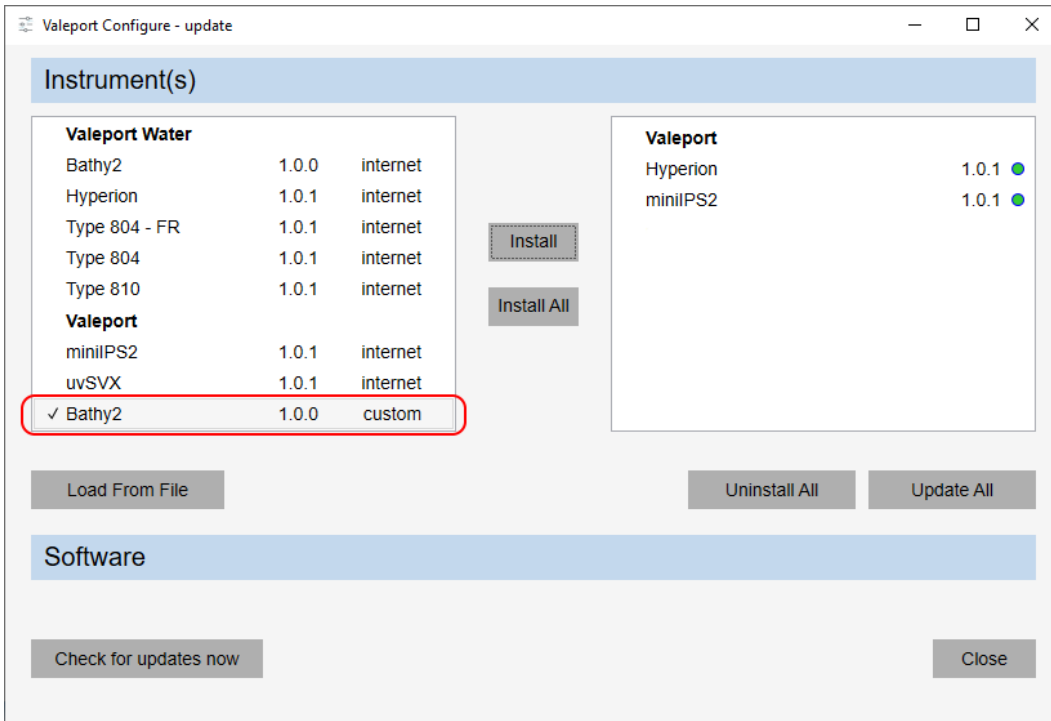 Valeport Configure - update
Instrument(s)
Valeport Water
Bathy2 1.0.0 internet
Hyperion 1.0.1 internet
Type 804 - FR 1.0.1 internet
Type 804 1.0.1 internet
Type 810 1.0.1 internet
Valeport
miniIPS2 1.0.1 internet
uvSVX 1.0.1 internet
✓ Bathy2 1.0.0 custom
Install
Install All
Valeport
Hyperion 1.0.1
miniIPS2 1.0.1
Load From File
Uninstall All
Update All
Software
Check for updates now
Close